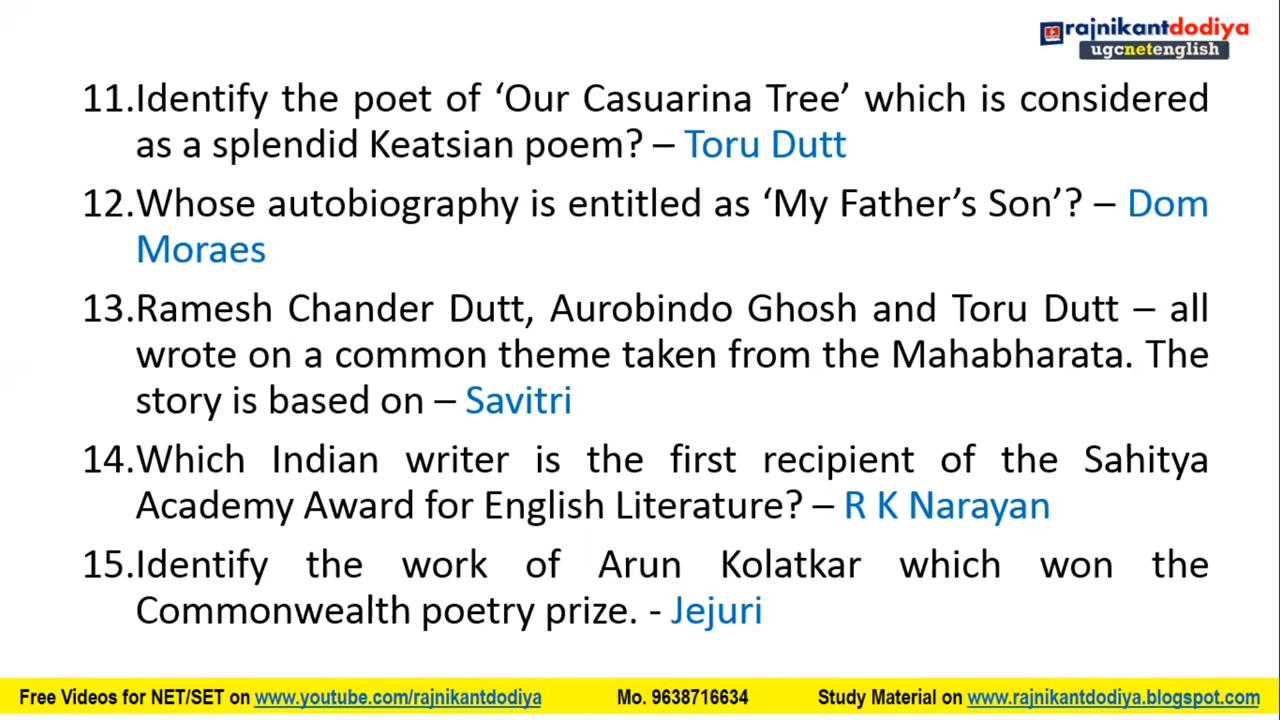 rajnikantdodiya
ugcnetenglish
11.Identify the poet of ‘Our Casuarina Tree’ which is considered
as a splendid Keatsian poem? – Toru Dutt
12.Whose autobiography is entitled as ‘My Father’s Son’? – Dom
Moraes
13.Ramesh Chander Dutt, Aurobindo Ghosh and Toru Dutt – all
wrote on a common theme taken from the Mahabharata. The
story is based on – Savitri
14.Which Indian writer is the first recipient of the Sahitya
Academy Award for English Literature? – R K Narayan
15.Identify the work of Arun Kolatkar which won the
Commonwealth poetry prize. - Jejuri
Free Videos for NET/SET on www.youtube.com/rajnikantdodiya Mo. 9638716634 Study Material on www.rajnikantdodiya.blogspot.com